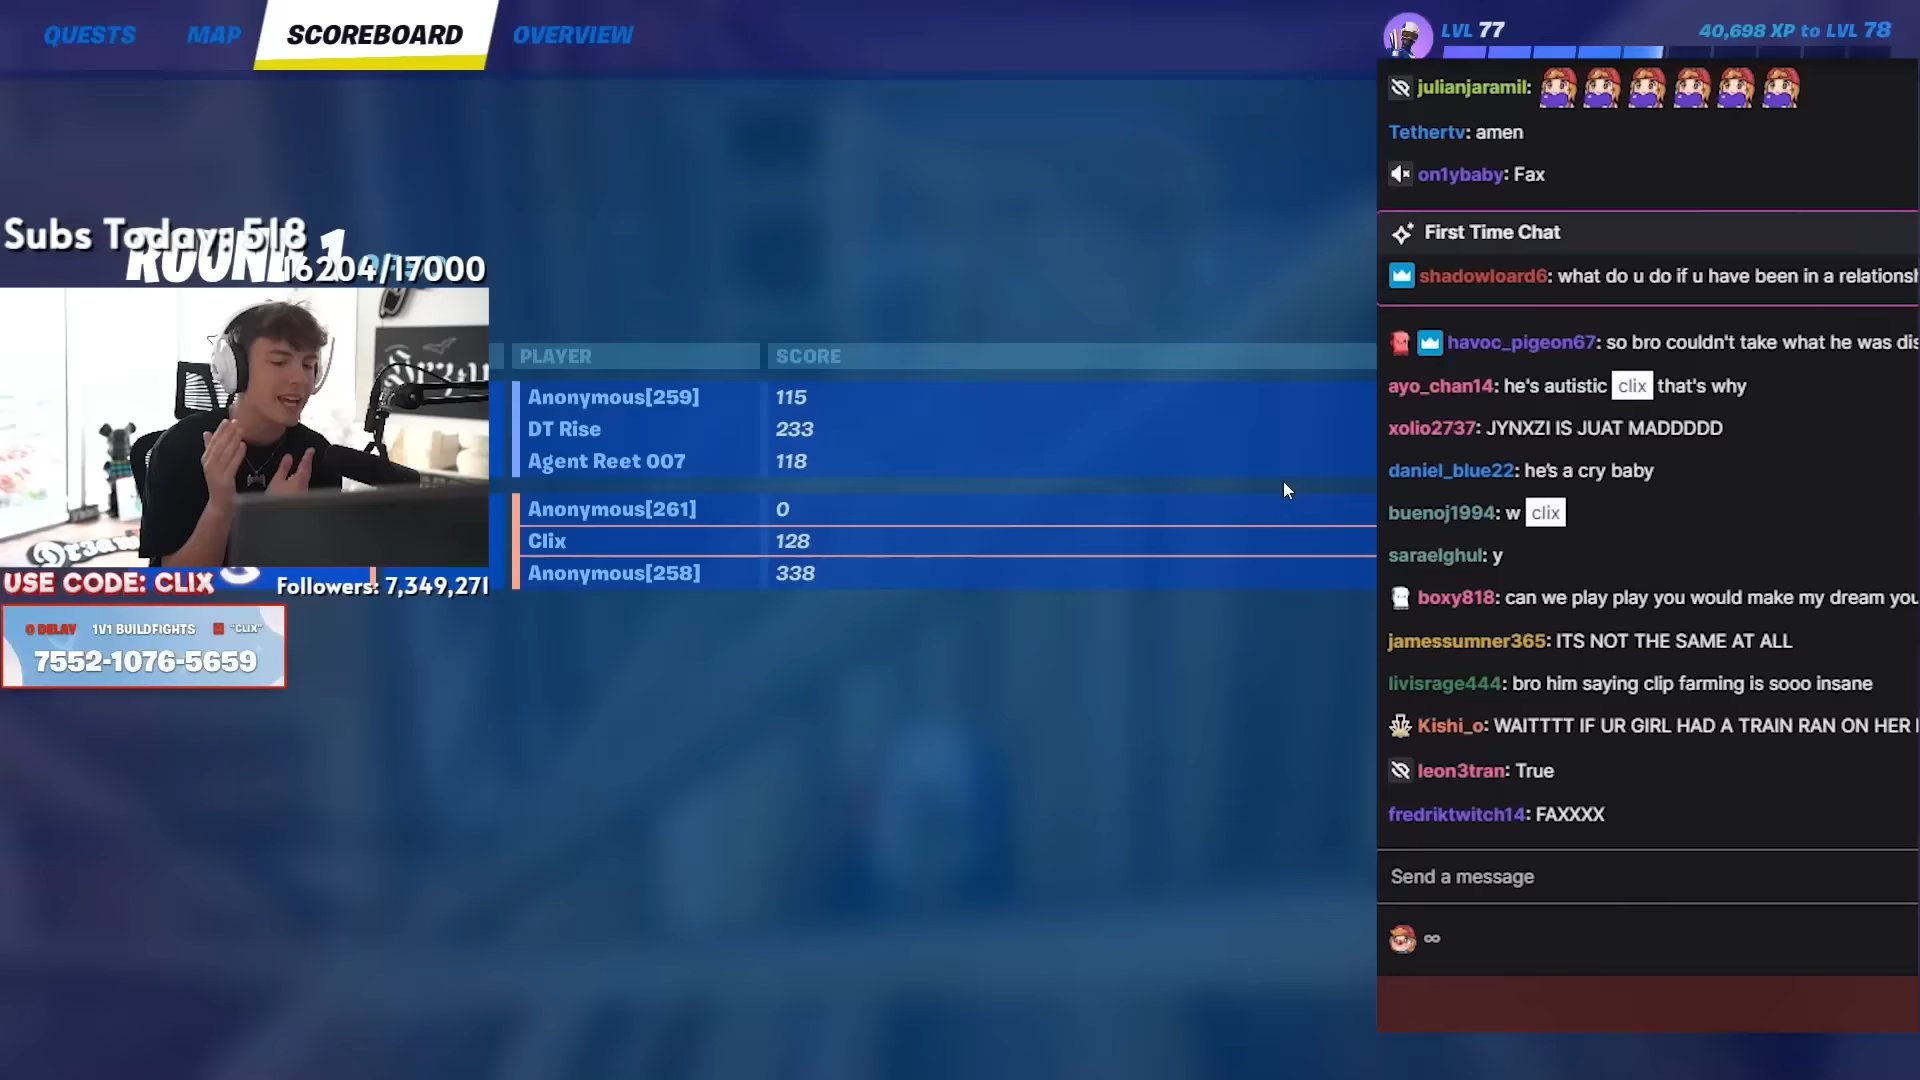 QUESTS MAP SCOREBOARD OVERVIEW
LVL 77 40,698 XP to LVL 78
Subs Today: 518
ROUND 1
16204/17000
USE CODE: CLIX
Followers: 7,349,271
0 DELAY 1V1 BUILDFIGHTS "CLIX"
7552-1076-5659
PLAYER SCORE
Anonymous[259] 115
DT Rise 233
Agent Reet 007 118
Anonymous[261] 0
Clix 128
Anonymous[258] 338
julianjaramil:
Tethertv: amen
on1ybaby: Fax
First Time Chat
shadowloard6: what do u do if u have been in a relationsh
havoc_pigeon67: so bro couldn't take what he was dis
ayo_chan14: he's autistic clix that's why
xolio2737: JYNXZI IS JUAT MADDDDD
daniel_blue22: he's a cry baby
buenoj1994: w clix
saraelghul: y
boxy818: can we play play you would make my dream you
jamessumner365: ITS NOT THE SAME AT ALL
livisrage444: bro him saying clip farming is sooo insane
Kishi_o: WAITTTT IF UR GIRL HAD A TRAIN RAN ON HER
leon3tran: True
fredriktwitch14: FAXXXX
Send a message
∞